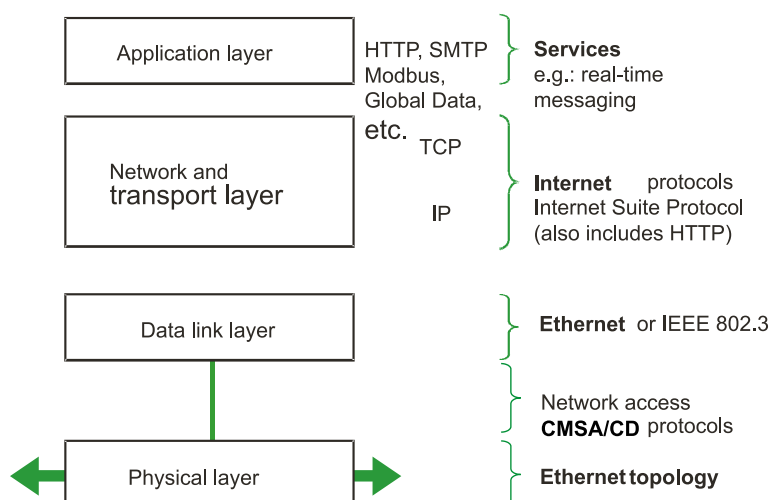 Application layer
HTTP, SMTP
Modbus,
Global Data,
etc.
Services
e.g.: real-time
messaging
Network and
transport layer
TCP
IP
Internet protocols
Internet Suite Protocol
(also includes HTTP)
Data link layer
Ethernet or IEEE 802.3
Network access
CMSA/CD protocols
Physical layer
Ethernet topology